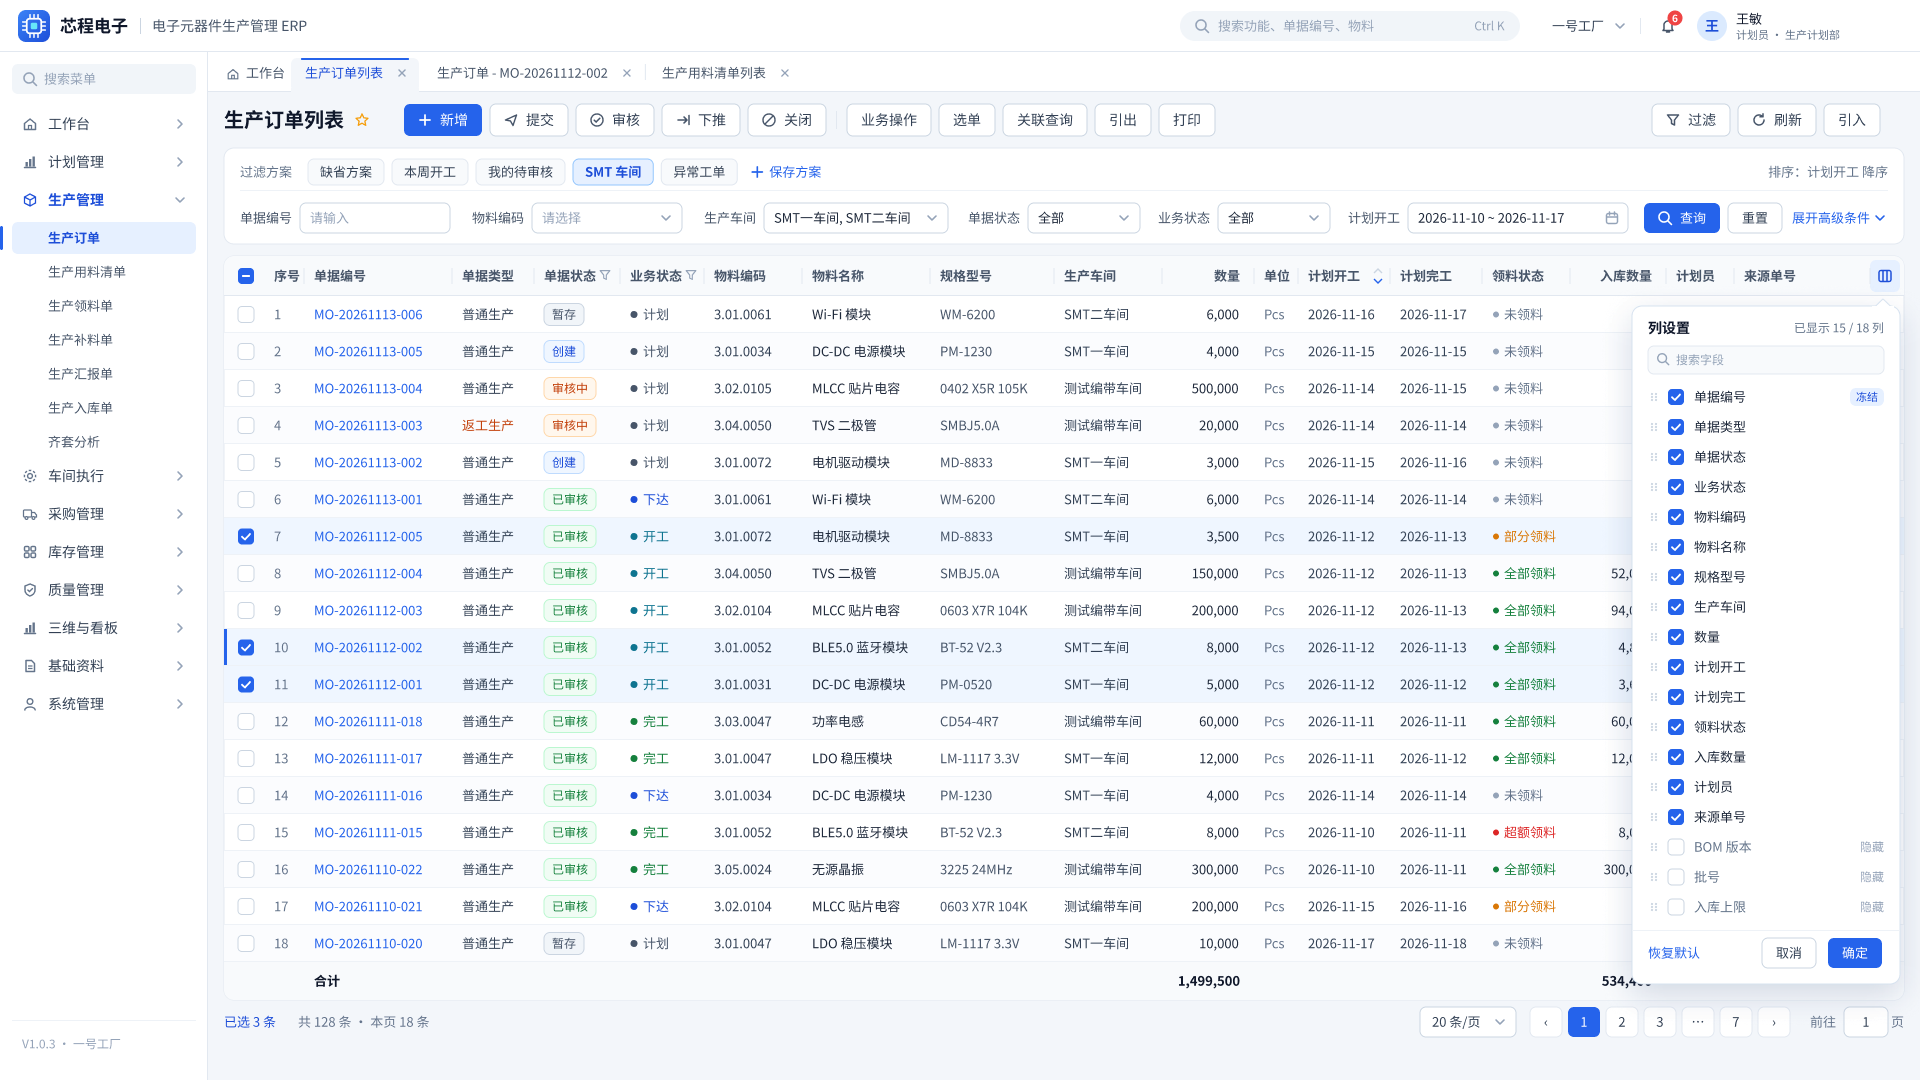 芯程电子 电子元器件生产管理 ERP 搜索功能、单据编号、物料 Ctrl K 一号工厂 6 王 王敏
计划员 · 生产计划部
搜索菜单
工作台
计划管理
生产管理
生产订单
生产用料清单
生产领料单
生产补料单
生产汇报单
生产入库单
齐套分析
车间执行
采购管理
库存管理
质量管理
三维与看板
基础资料
系统管理
V1.0.3 · 一号工厂
工作台 生产订单列表 生产订单 - MO-20261112-002 生产用料清单列表
生产订单列表 新增 提交 审核 下推 关闭 业务操作 选单 关联查询 引出 打印 过滤 刷新 引入
过滤方案 缺省方案 本周开工 我的待审核 SMT 车间 异常工单 保存方案 排序：计划开工 降序
单据编号 请输入 物料编码 请选择 生产车间 SMT一车间, SMT二车间 单据状态 全部 业务状态 全部 计划开工 2026-11-10 ~ 2026-11-17 查询 重置 展开高级条件
序号 单据编号 单据类型 单据状态 业务状态 物料编码 物料名称 规格型号 生产车间 数量 单位 计划开工 计划完工 领料状态 入库数量 计划员 来源单号
1 MO-20261113-006 普通生产 暂存 计划 3.01.0061 Wi-Fi 模块 WM-6200 SMT二车间 6,000 Pcs 2026-11-16 2026-11-17 未领料
2 MO-20261113-005 普通生产 创建 计划 3.01.0034 DC-DC 电源模块 PM-1230 SMT一车间 4,000 Pcs 2026-11-15 2026-11-15 未领料
3 MO-20261113-004 普通生产 审核中 计划 3.02.0105 MLCC 贴片电容 0402 X5R 105K 测试编带车间 500,000 Pcs 2026-11-14 2026-11-15 未领料
4 MO-20261113-003 返工生产 审核中 计划 3.04.0050 TVS 二极管 SMBJ5.0A 测试编带车间 20,000 Pcs 2026-11-14 2026-11-14 未领料
5 MO-20261113-002 普通生产 创建 计划 3.01.0072 电机驱动模块 MD-8833 SMT一车间 3,000 Pcs 2026-11-15 2026-11-16 未领料
6 MO-20261113-001 普通生产 已审核 下达 3.01.0061 Wi-Fi 模块 WM-6200 SMT二车间 6,000 Pcs 2026-11-14 2026-11-14 未领料
7 MO-20261112-005 普通生产 已审核 开工 3.01.0072 电机驱动模块 MD-8833 SMT一车间 3,500 Pcs 2026-11-12 2026-11-13 部分领料
8 MO-20261112-004 普通生产 已审核 开工 3.04.0050 TVS 二极管 SMBJ5.0A 测试编带车间 150,000 Pcs 2026-11-12 2026-11-13 全部领料 52,
9 MO-20261112-003 普通生产 已审核 开工 3.02.0104 MLCC 贴片电容 0603 X7R 104K 测试编带车间 200,000 Pcs 2026-11-12 2026-11-13 全部领料 94,
10 MO-20261112-002 普通生产 已审核 开工 3.01.0052 BLE5.0 蓝牙模块 BT-52 V2.3 SMT二车间 8,000 Pcs 2026-11-12 2026-11-13 全部领料 4,
11 MO-20261112-001 普通生产 已审核 开工 3.01.0031 DC-DC 电源模块 PM-0520 SMT一车间 5,000 Pcs 2026-11-12 2026-11-12 全部领料 3,
12 MO-20261111-018 普通生产 已审核 完工 3.03.0047 功率电感 CD54-4R7 测试编带车间 60,000 Pcs 2026-11-11 2026-11-11 全部领料 60,
13 MO-20261111-017 普通生产 已审核 完工 3.01.0047 LDO 稳压模块 LM-1117 3.3V SMT一车间 12,000 Pcs 2026-11-11 2026-11-12 全部领料 12,
14 MO-20261111-016 普通生产 已审核 下达 3.01.0034 DC-DC 电源模块 PM-1230 SMT一车间 4,000 Pcs 2026-11-14 2026-11-14 未领料
15 MO-20261111-015 普通生产 已审核 完工 3.01.0052 BLE5.0 蓝牙模块 BT-52 V2.3 SMT二车间 8,000 Pcs 2026-11-10 2026-11-11 超额领料 8,
16 MO-20261110-022 普通生产 已审核 完工 3.05.0024 无源晶振 3225 24MHz 测试编带车间 300,000 Pcs 2026-11-10 2026-11-11 全部领料 300,
17 MO-20261110-021 普通生产 已审核 下达 3.02.0104 MLCC 贴片电容 0603 X7R 104K 测试编带车间 200,000 Pcs 2026-11-15 2026-11-16 部分领料
18 MO-20261110-020 普通生产 暂存 计划 3.01.0047 LDO 稳压模块 LM-1117 3.3V SMT一车间 10,000 Pcs 2026-11-17 2026-11-18 未领料
合计 1,499,500 534,4
列设置 已显示 15 / 18 列
搜索字段
单据编号 冻结
单据类型
单据状态
业务状态
物料编码
物料名称
规格型号
生产车间
数量
计划开工
计划完工
领料状态
入库数量
计划员
来源单号
BOM 版本 隐藏
批号 隐藏
入库上限 隐藏
恢复默认 取消 确定
已选 3 条 共 128 条 · 本页 18 条 20 条/页 ‹ 1 2 3 ··· 7 › 前往 1 页